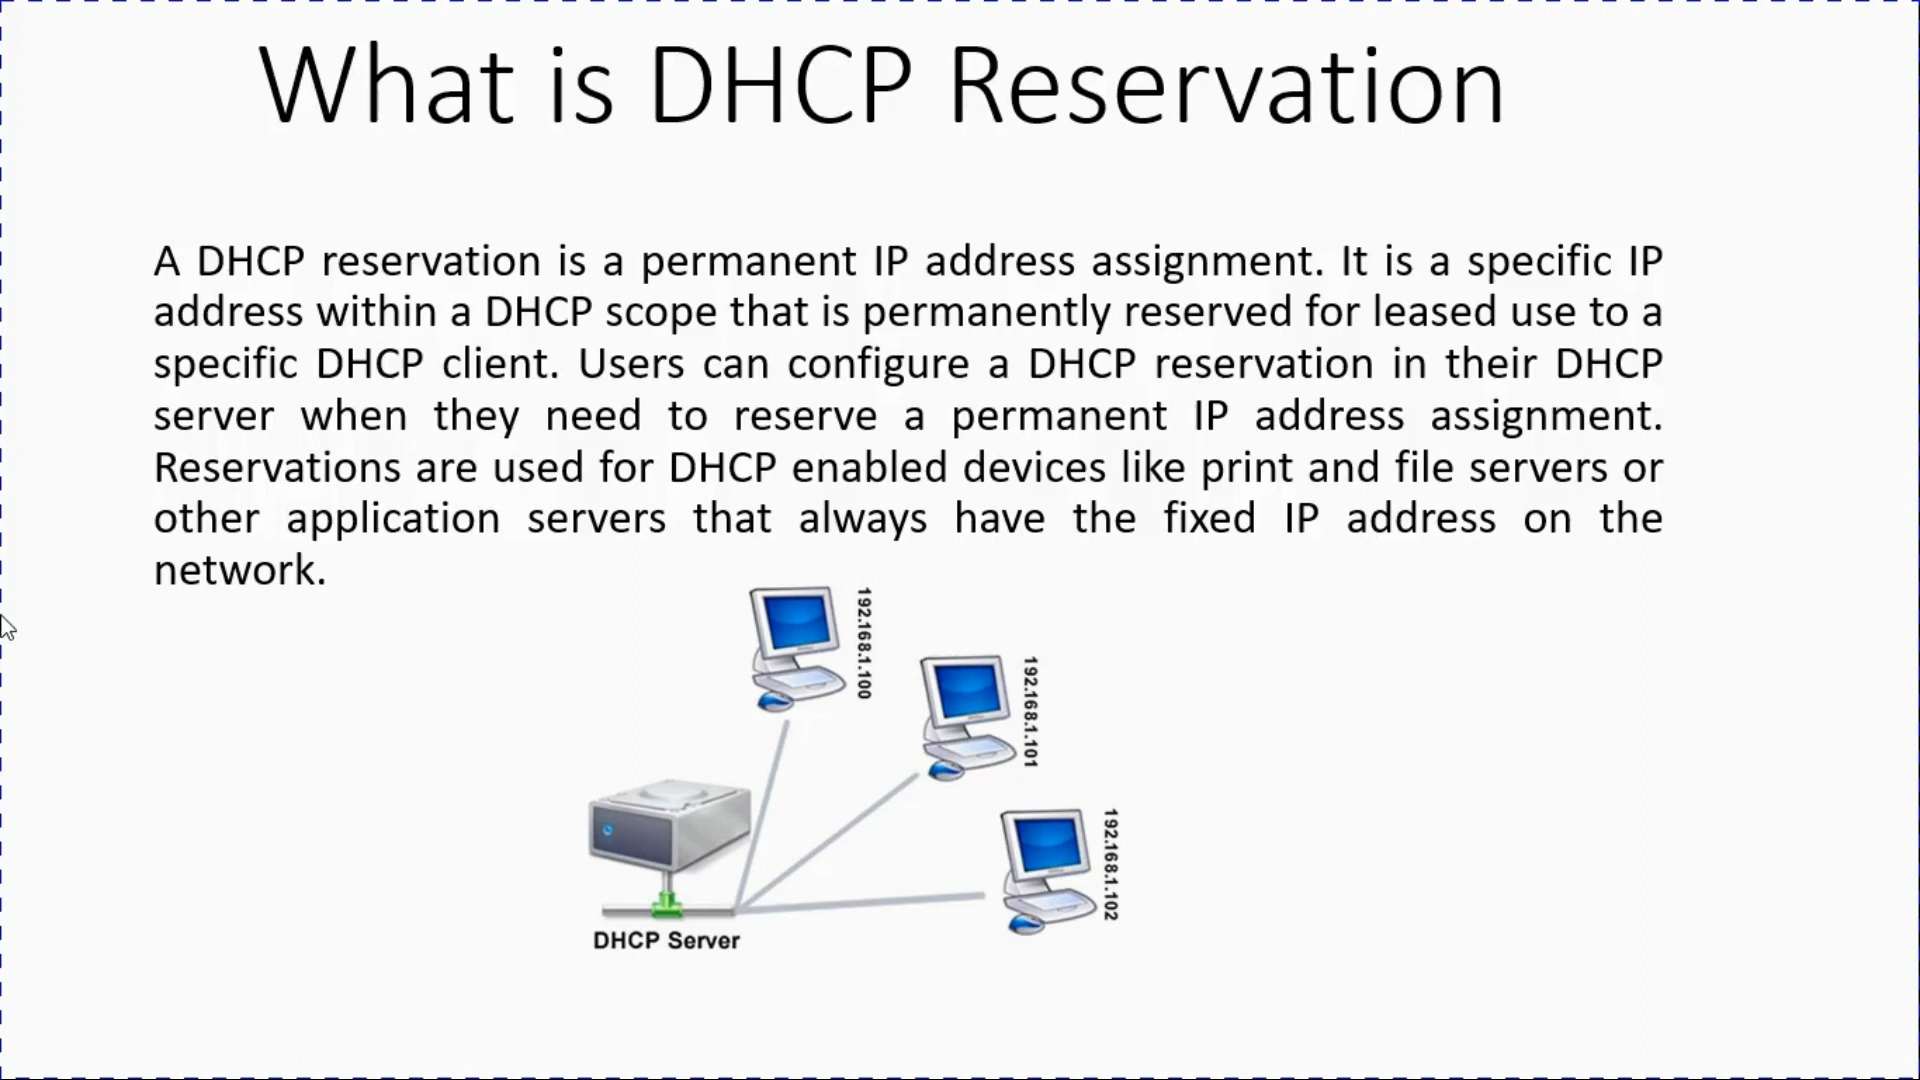 What is DHCP Reservation
A DHCP reservation is a permanent IP address assignment. It is a specific IP
address within a DHCP scope that is permanently reserved for leased use to a
specific DHCP client. Users can configure a DHCP reservation in their DHCP
server when they need to reserve a permanent IP address assignment.
Reservations are used for DHCP enabled devices like print and file servers or
other application servers that always have the fixed IP address on the
network.
192.168.1.100
192.168.1.101
192.168.1.102
DHCP Server